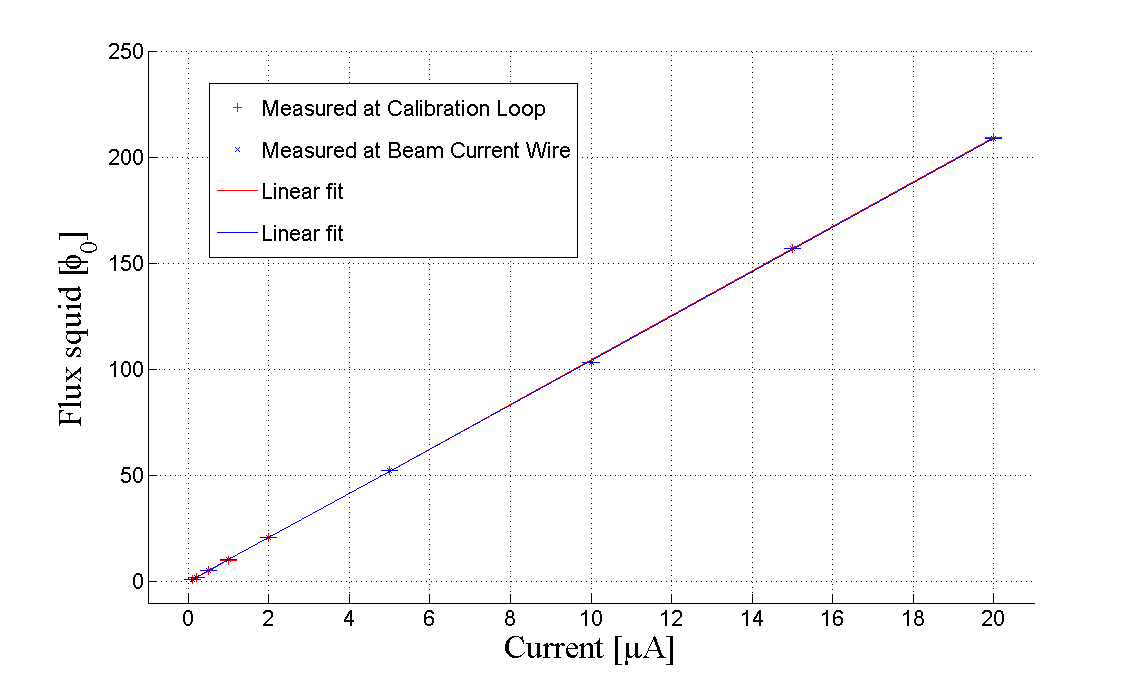 250
200
150
100
50
0
Flux squid [ϕ0]
Measured at Calibration Loop
Measured at Beam Current Wire
Linear fit
Linear fit
0 2 4 6 8 10 12 14 16 18 20
Current [μA]